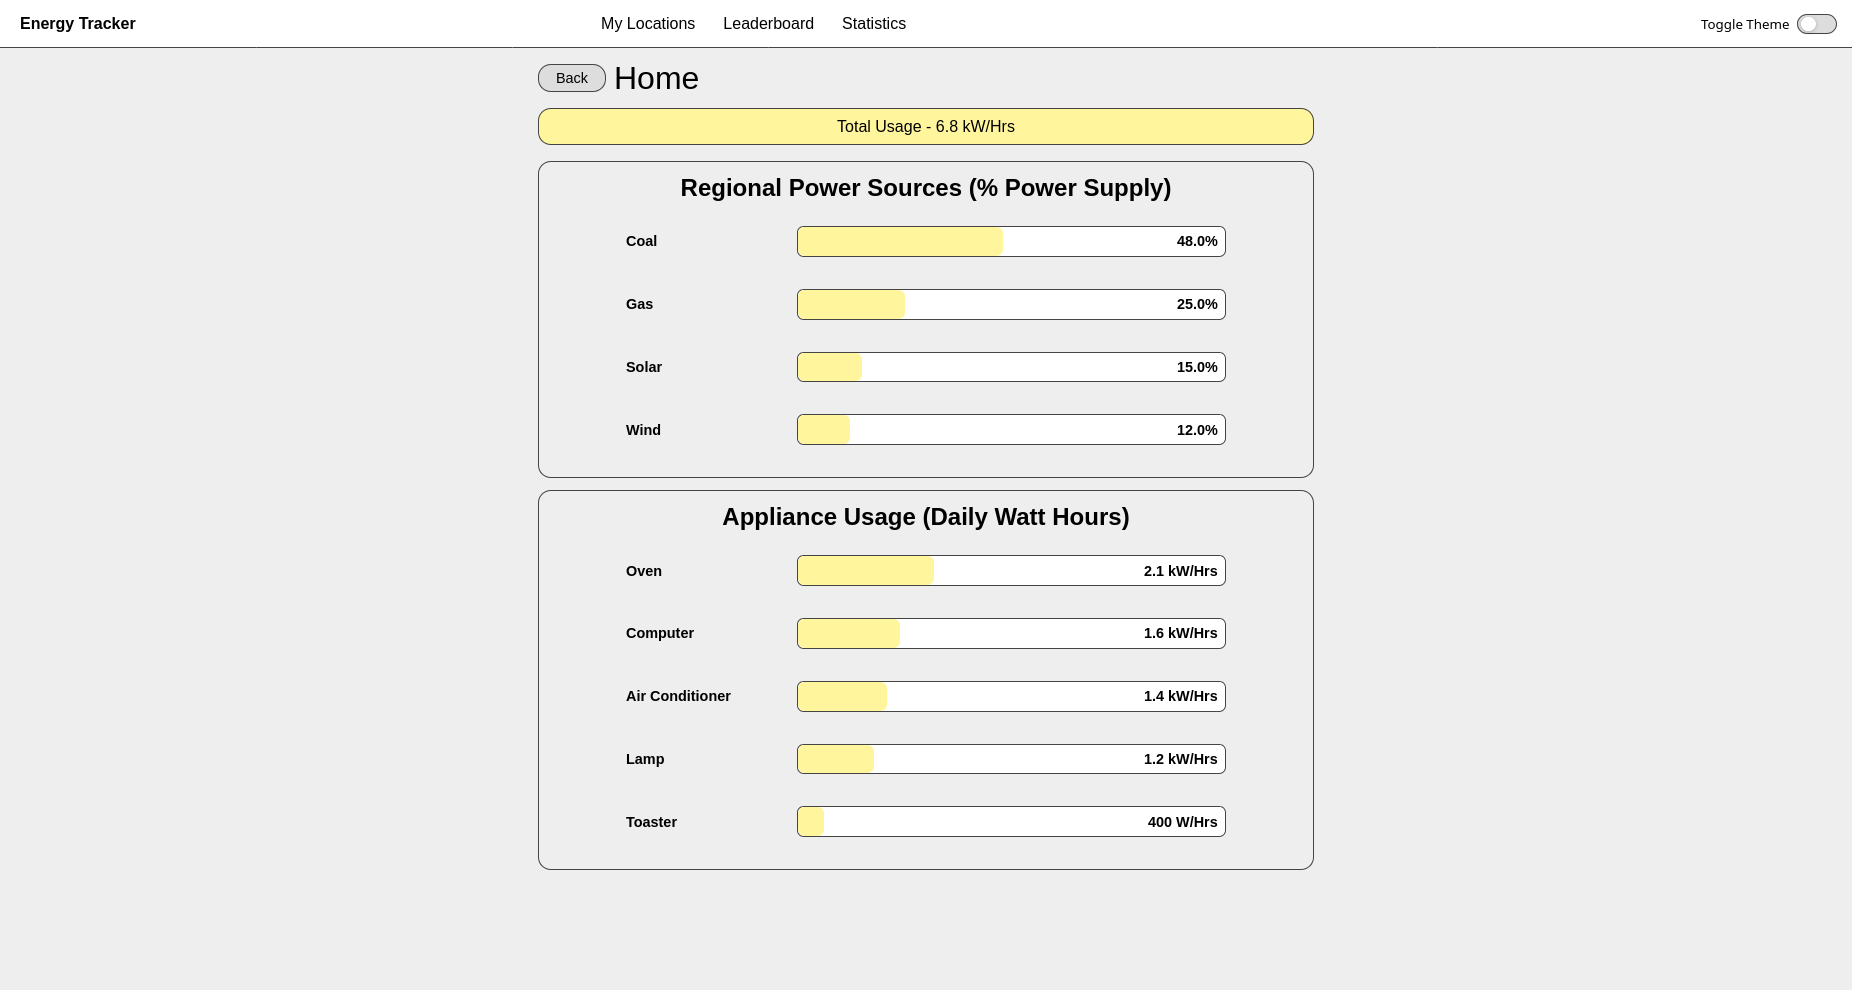 Energy Tracker
My Locations
Leaderboard
Statistics
Toggle Theme
Back
Home
Total Usage - 6.8 kW/Hrs
Regional Power Sources (% Power Supply)
Coal 48.0%
Gas 25.0%
Solar 15.0%
Wind 12.0%
Appliance Usage (Daily Watt Hours)
Oven 2.1 kW/Hrs
Computer 1.6 kW/Hrs
Air Conditioner 1.4 kW/Hrs
Lamp 1.2 kW/Hrs
Toaster 400 W/Hrs